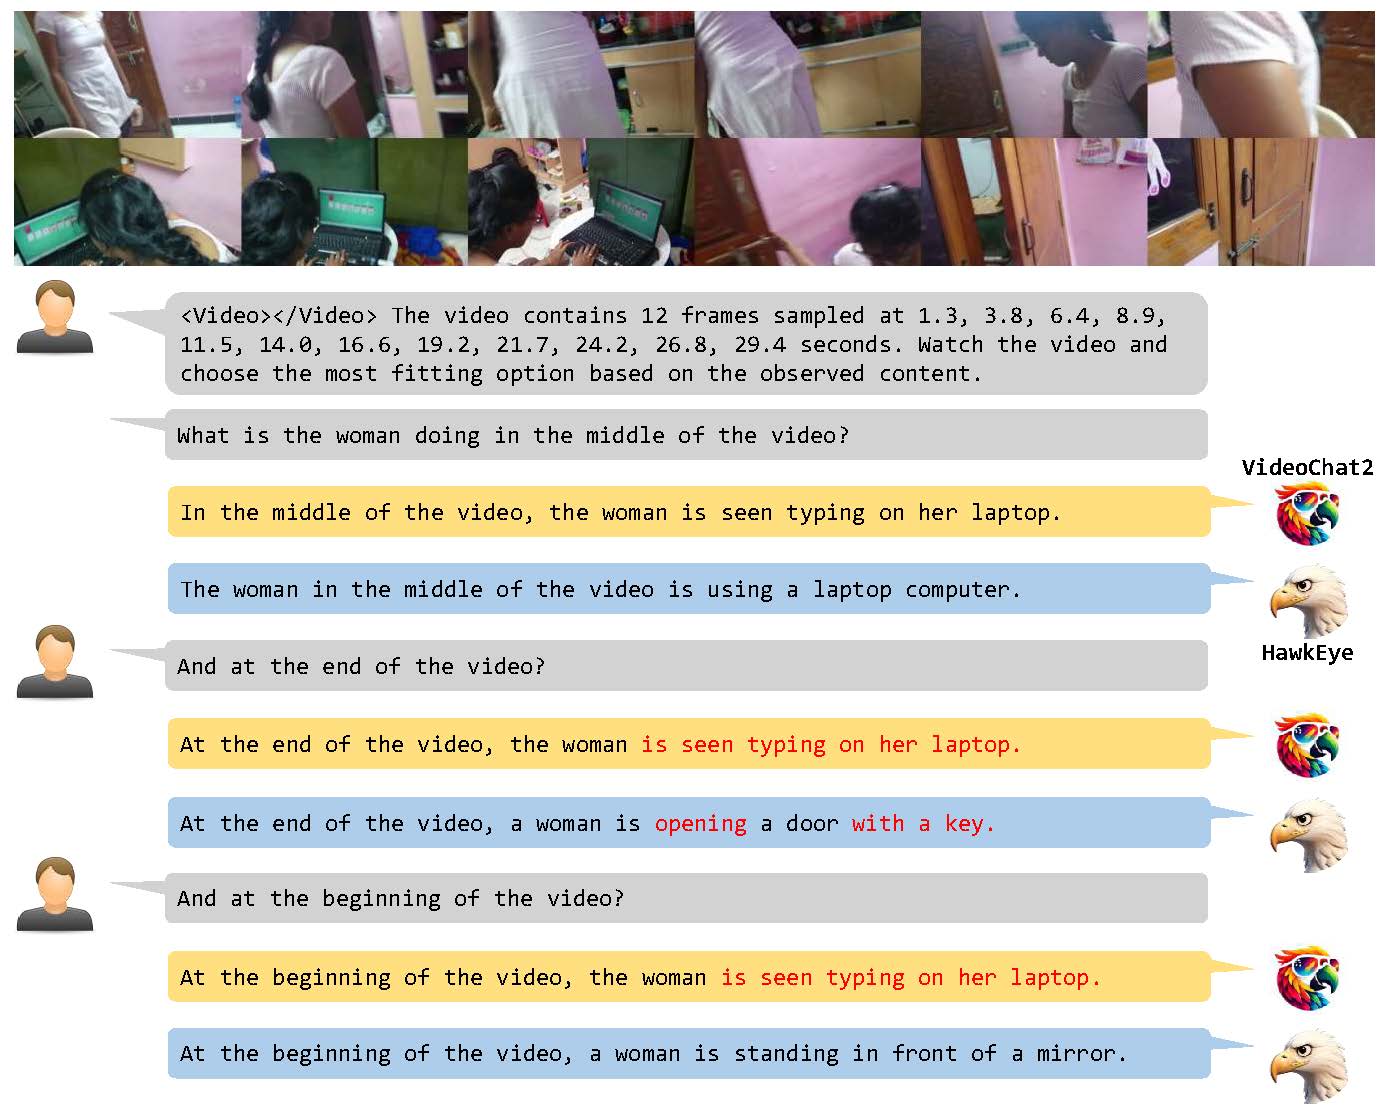 <Video></Video> The video contains 12 frames sampled at 1.3, 3.8, 6.4, 8.9,
11.5, 14.0, 16.6, 19.2, 21.7, 24.2, 26.8, 29.4 seconds. Watch the video and
choose the most fitting option based on the observed content.
What is the woman doing in the middle of the video?
VideoChat2
In the middle of the video, the woman is seen typing on her laptop.
The woman in the middle of the video is using a laptop computer.
HawkEye
And at the end of the video?
At the end of the video, the woman is seen typing on her laptop.
At the end of the video, a woman is opening a door with a key.
And at the beginning of the video?
At the beginning of the video, the woman is seen typing on her laptop.
At the beginning of the video, a woman is standing in front of a mirror.